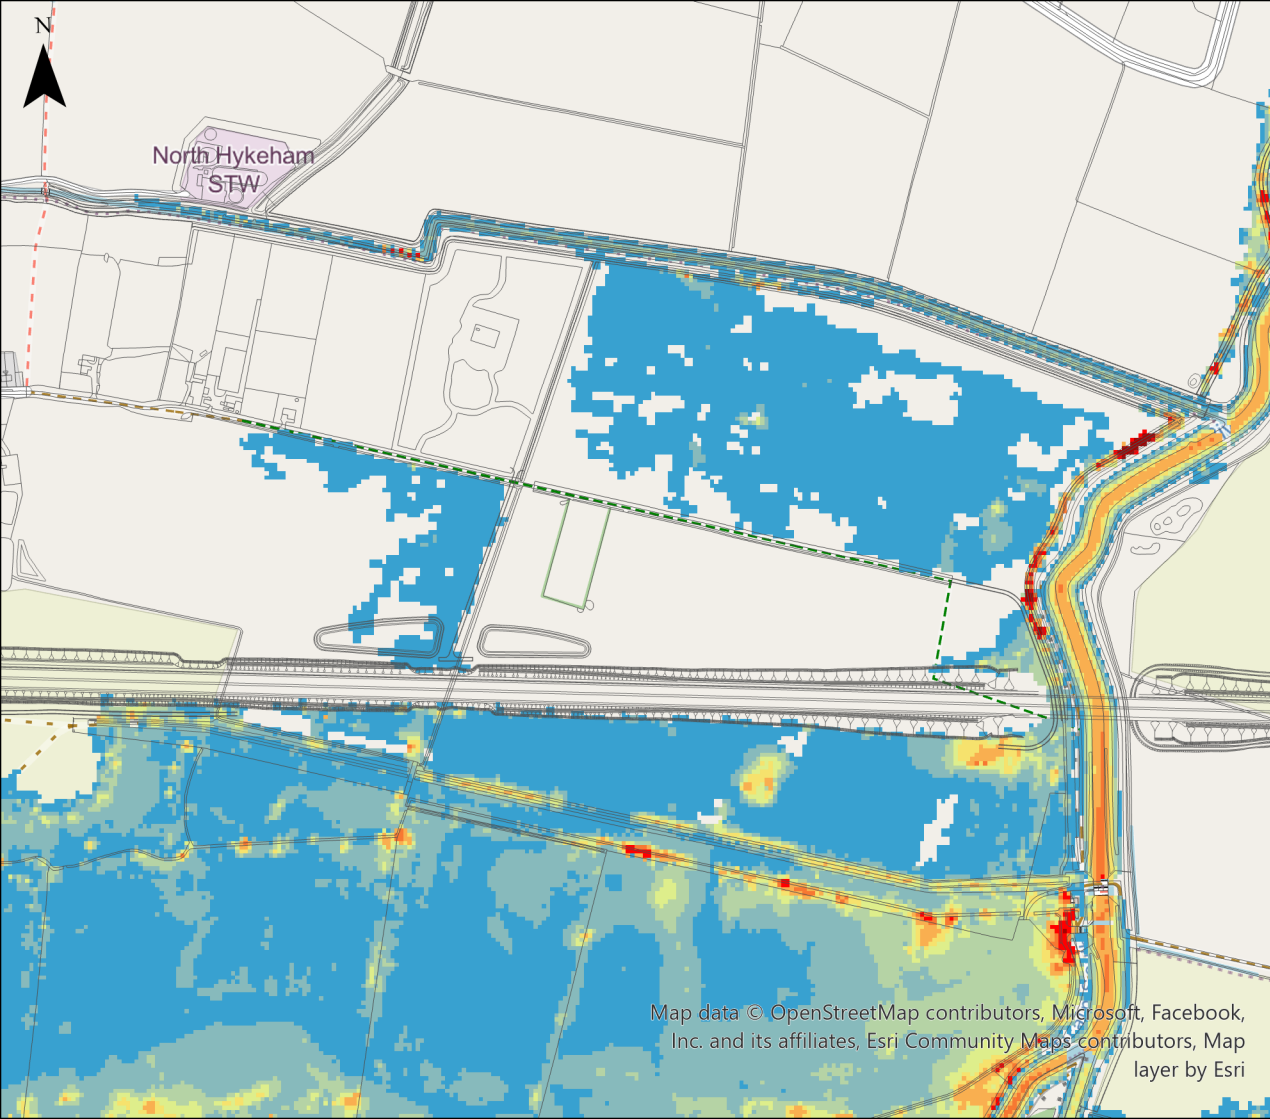 N
North Hykeham
STW
Map data © OpenStreetMap contributors, Microsoft, Facebook,
Inc. and its affiliates, Esri Community Maps contributors, Map
layer by Esri